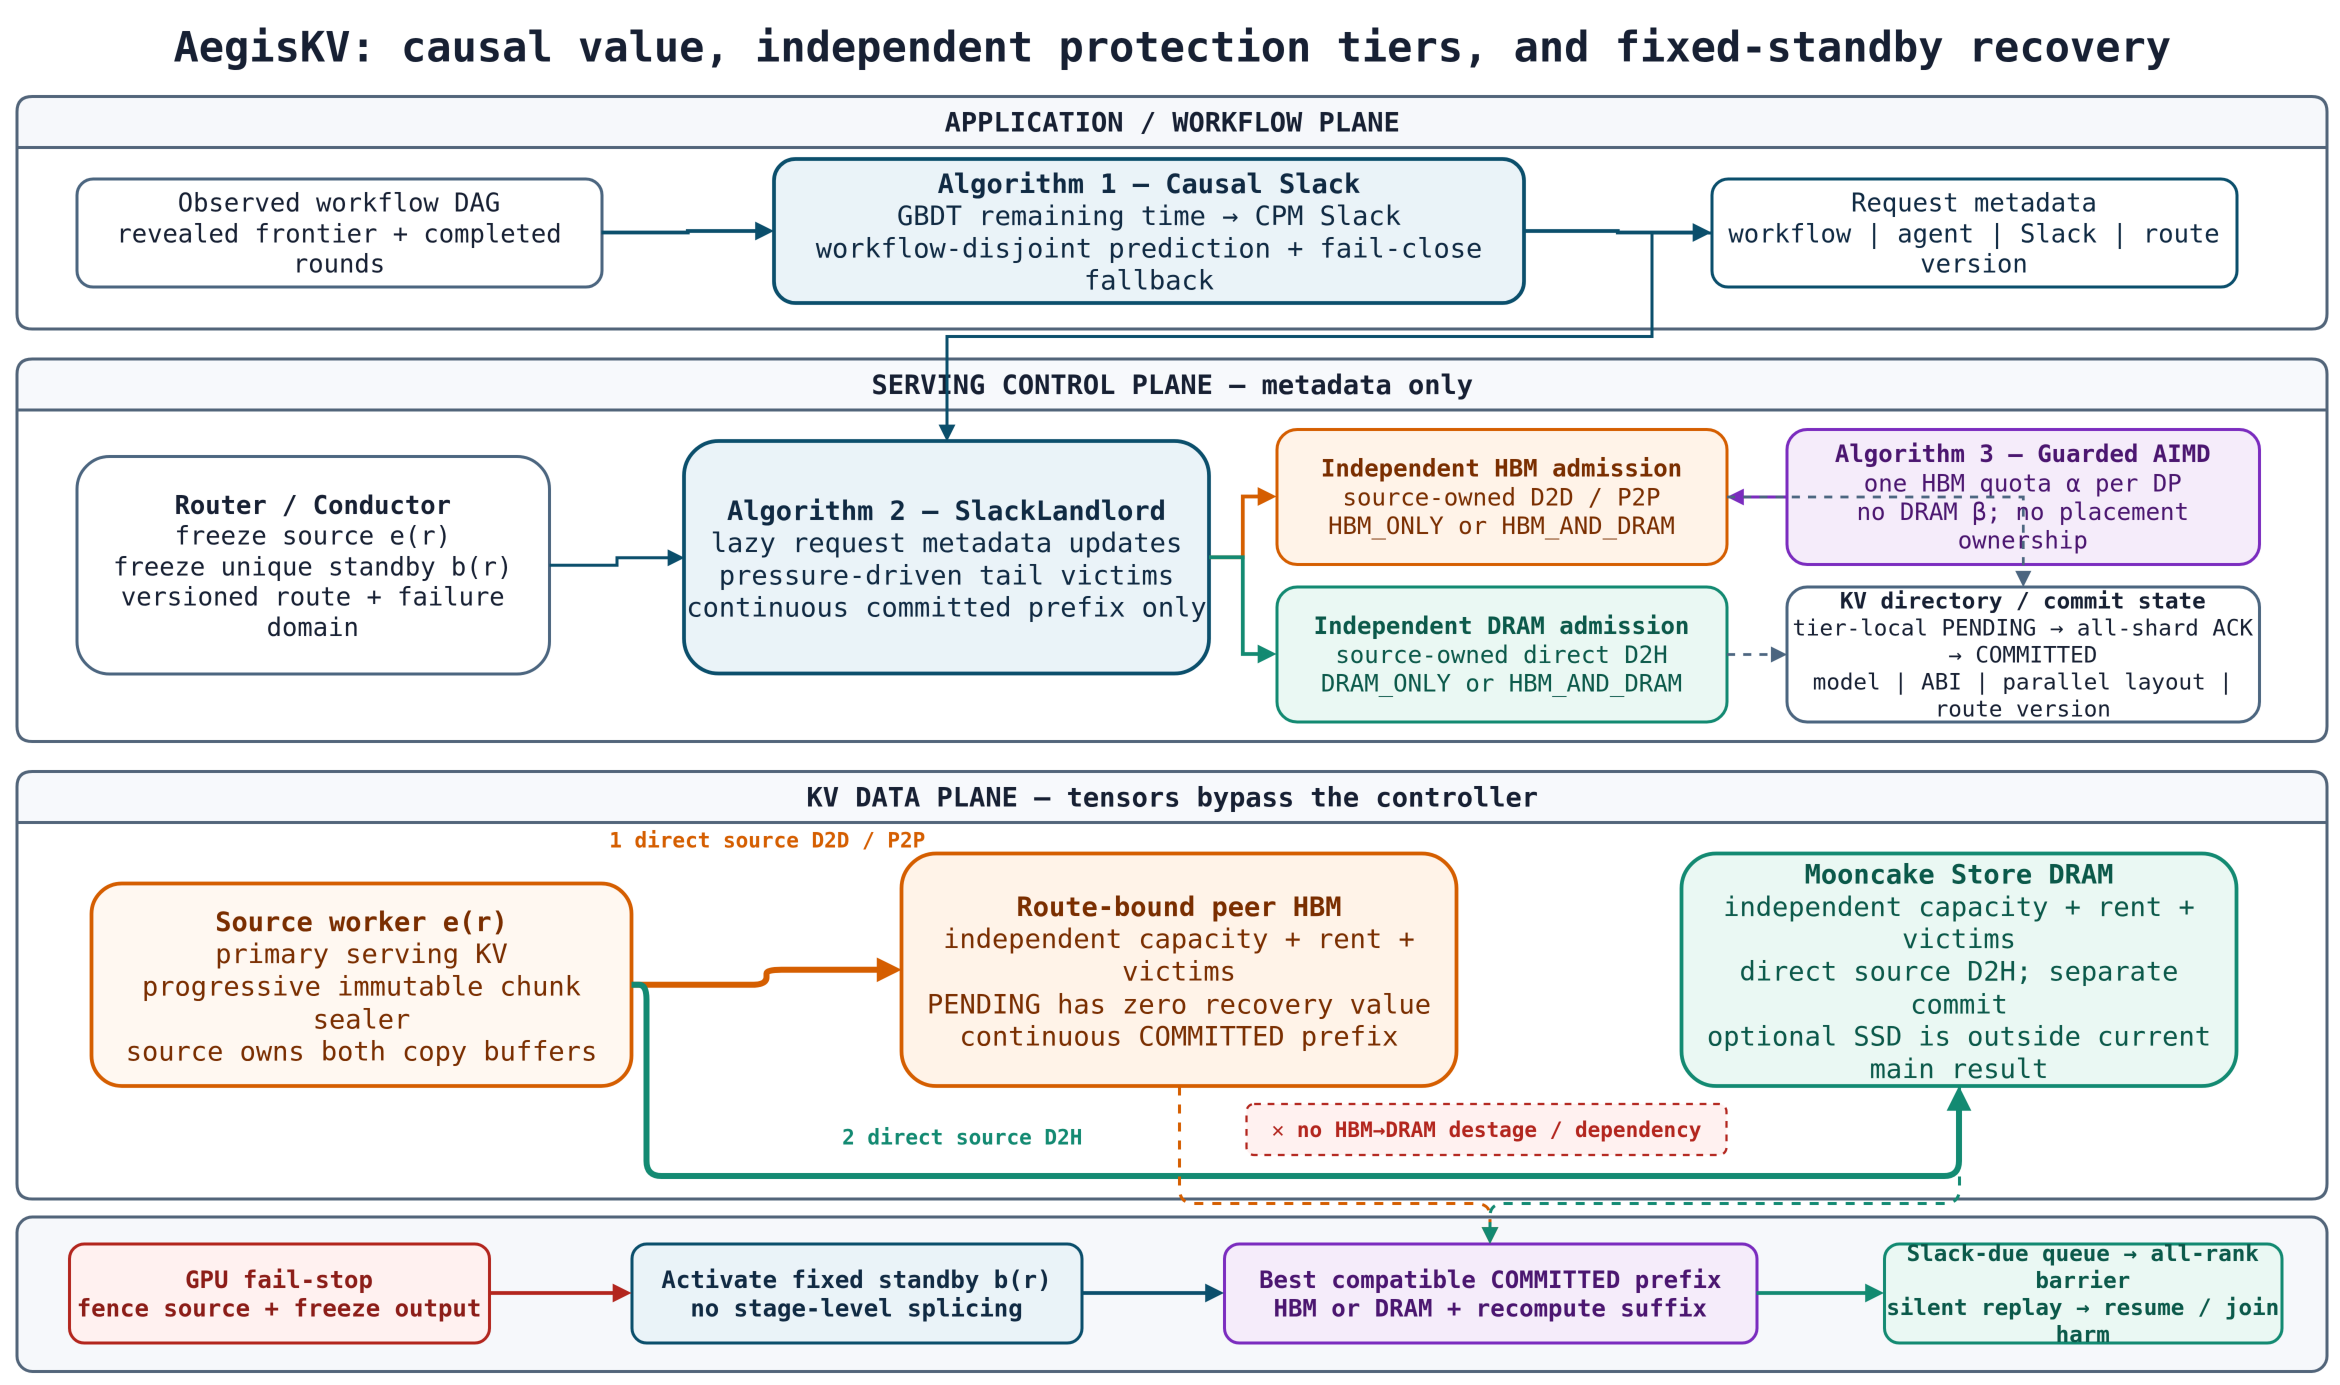 AegisKV: causal value, independent protection tiers, and fixed-standby recovery
APPLICATION / WORKFLOW PLANE
Observed workflow DAG
revealed frontier + completed
rounds
Algorithm 1 — Causal Slack
GBDT remaining time → CPM Slack
workflow-disjoint prediction + fail-close
fallback
Request metadata
workflow | agent | Slack | route
version
SERVING CONTROL PLANE — metadata only
Router / Conductor
freeze source e(r)
freeze unique standby b(r)
versioned route + failure
domain
Algorithm 2 — SlackLandlord
lazy request metadata updates
pressure-driven tail victims
continuous committed prefix only
Independent HBM admission
source-owned D2D / P2P
HBM_ONLY or HBM_AND_DRAM
Algorithm 3 — Guarded AIMD
one HBM quota α per DP
no DRAM β; no placement
ownership
Independent DRAM admission
source-owned direct D2H
DRAM_ONLY or HBM_AND_DRAM
KV directory / commit state
tier-local PENDING → all-shard ACK
→ COMMITTED
model | ABI | parallel layout |
route version
KV DATA PLANE — tensors bypass the controller
1 direct source D2D / P2P
Source worker e(r)
primary serving KV
progressive immutable chunk
sealer
source owns both copy buffers
Route-bound peer HBM
independent capacity + rent +
victims
PENDING has zero recovery value
continuous COMMITTED prefix
Mooncake Store DRAM
independent capacity + rent +
victims
direct source D2H; separate
commit
optional SSD is outside current
main result
2 direct source D2H
× no HBM→DRAM destage / dependency
GPU fail-stop
fence source + freeze output
Activate fixed standby b(r)
no stage-level splicing
Best compatible COMMITTED prefix
HBM or DRAM + recompute suffix
Slack-due queue → all-rank
barrier
silent replay → resume / join
harm